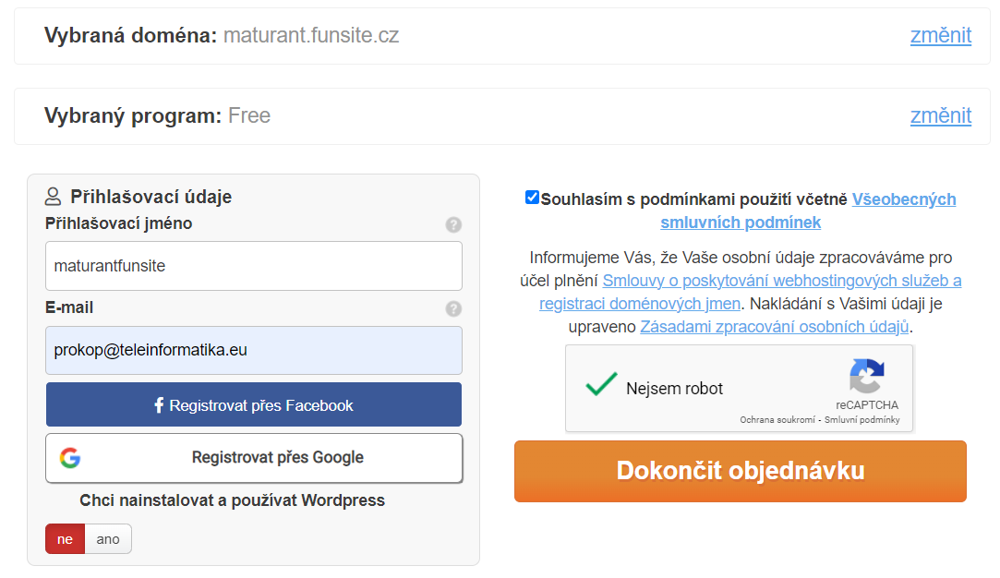 Vybraná doména: maturant.funsite.cz změnit
Vybraný program: Free změnit
Přihlašovací údaje
Přihlašovací jméno ?
maturantfunsite
E-mail ?
prokop@teleinformatika.eu
f Registrovat přes Facebook
G Registrovat přes Google
Chci nainstalovat a používat Wordpress
ne ano
Souhlasím s podmínkami použití včetně Všeobecných
smluvních podmínek
Informujeme Vás, že Vaše osobní údaje zpracováváme pro
účel plnění Smlouvy o poskytování webhostingových služeb a
registraci doménových jmen. Nakládání s Vašimi údaji je
upraveno Zásadami zpracování osobních údajů.
Nejsem robot
reCAPTCHA
Ochrana soukromí - Smluvní podmínky
Dokončit objednávku